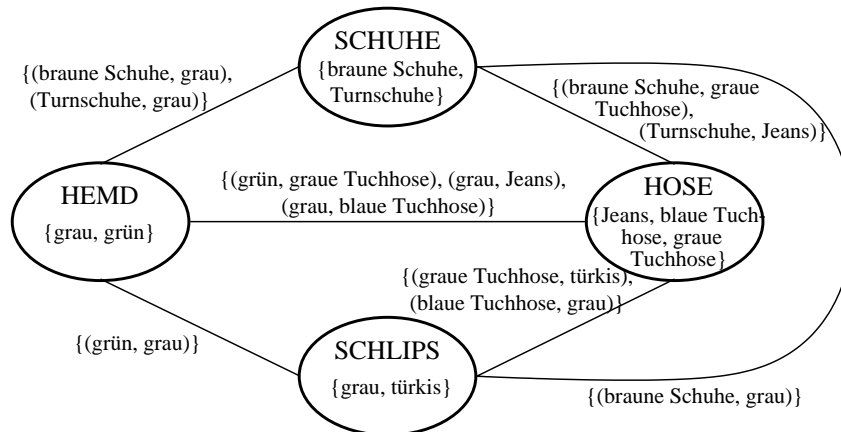 SCHUHE
{braune Schuhe,
Turnschuhe}
{(braune Schuhe, grau),
(Turnschuhe, grau)}
{(braune Schuhe, graue
Tuchhose),
(Turnschuhe, Jeans)}
HEMD
{grau, grün}
{(grün, graue Tuchhose), (grau, Jeans),
(grau, blaue Tuchhose)}
HOSE
{Jeans, blaue Tuch-
hose, graue
Tuchhose}
{(graue Tuchhose, türkis),
(blaue Tuchhose, grau)}
{(grün, grau)}
SCHLIPS
{grau, türkis}
{(braune Schuhe, grau)}